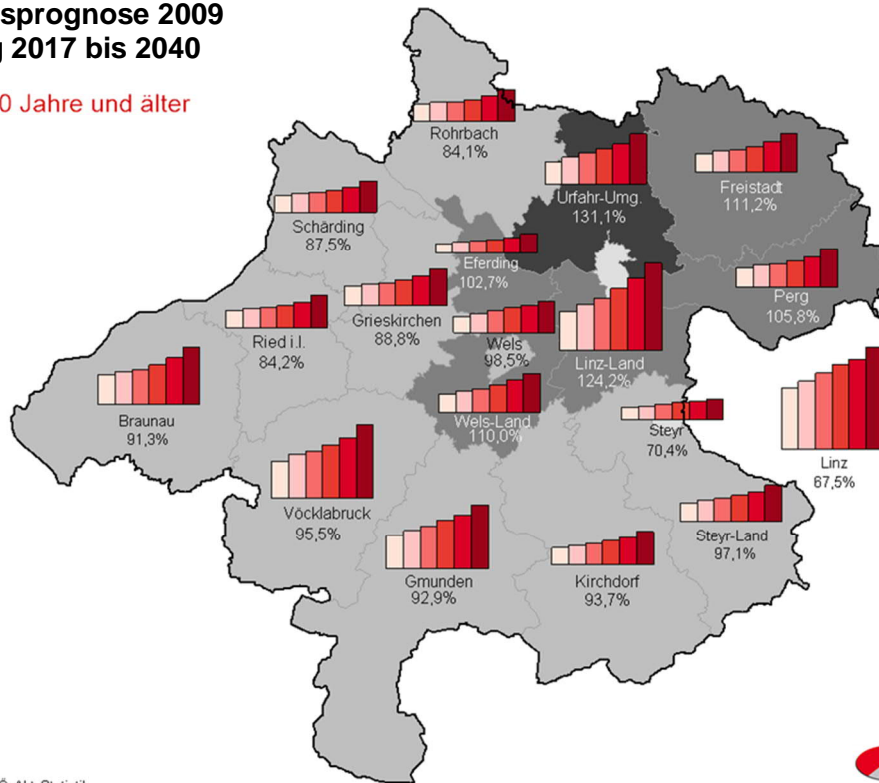 sprognose 2009
g 2017 bis 2040
0 Jahre und älter
Rohrbach
84,1%
Urfahr-Umg.
131,1%
Freistadt
111,2%
Schärding
87,5%
Eferding
102,7%
Perg
105,8%
Grieskirchen
88,8%
Ried i.I.
84,2%
Wels
98,5%
Linz-Land
124,2%
Braunau
91,3%
Wels-Land
110,0%
Steyr
70,4%
Linz
67,5%
Vöcklabruck
95,5%
Steyr-Land
97,1%
Gmunden
92,9%
Kirchdorf
93,7%